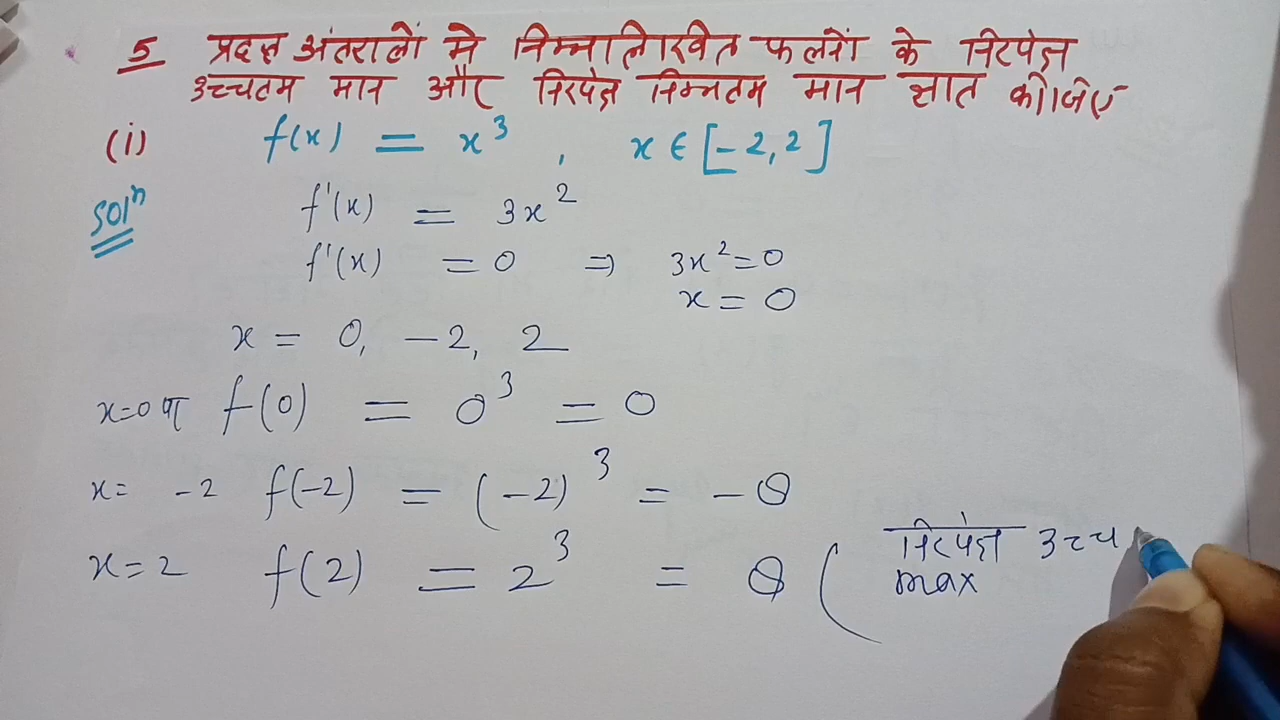 5 प्रदत्त अंतरालों में निम्नलिखित फलनों के निरपेक्ष
उच्चतम मान और निरपेक्ष निम्नतम मान ज्ञात कीजिए
(i) f(x) = x³, x ∈ [-2, 2]
Solⁿ f'(x) = 3x²
f'(x) = 0 ⇒ 3x² = 0
x = 0
x = 0, -2, 2
x=0 पर f(0) = 0³ = 0
x= -2 f(-2) = (-2)³ = -8
x=2 f(2) = 2³ = 8 ( निरपेक्ष उच्च
max